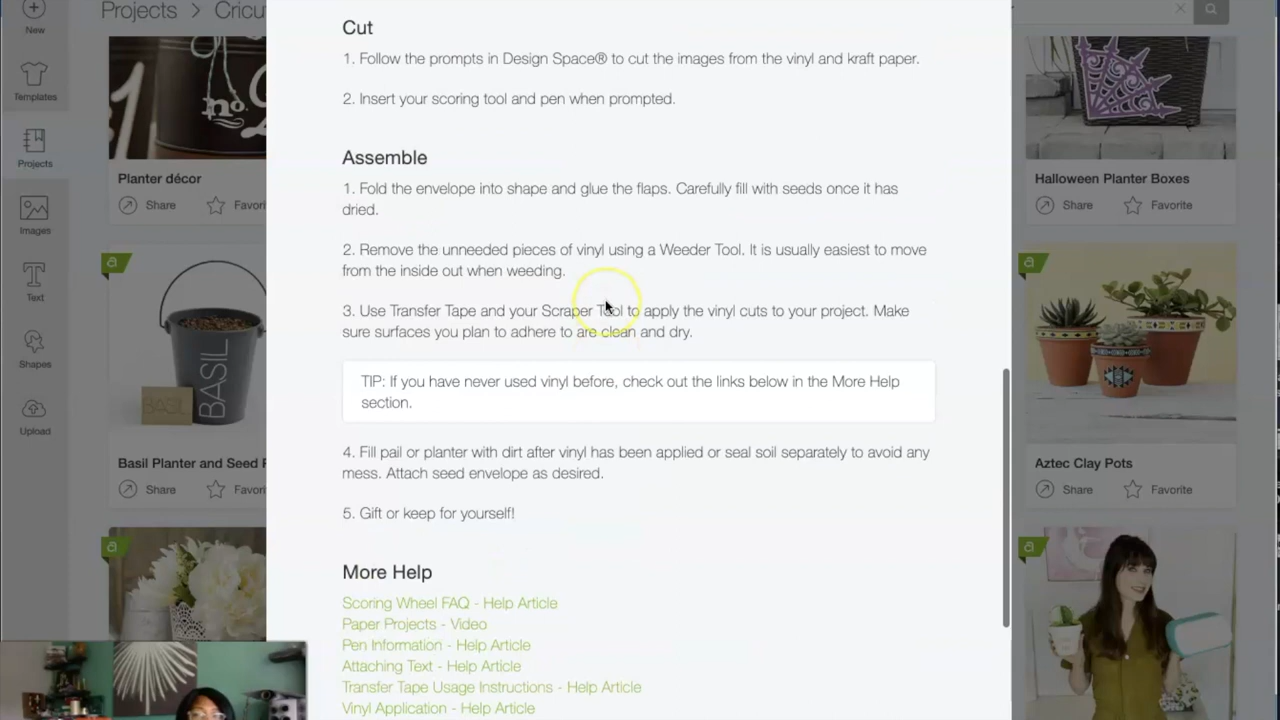 Projects > Cricut
New
Templates
Projects
Images
Text
Shapes
Upload
no.
Planter décor
Share
Favori
BASIL
BASIL
Basil Planter and Seed P
Share
Favori
Cut
1. Follow the prompts in Design Space® to cut the images from the vinyl and kraft paper.
2. Insert your scoring tool and pen when prompted.
Assemble
1. Fold the envelope into shape and glue the flaps. Carefully fill with seeds once it has
dried.
2. Remove the unneeded pieces of vinyl using a Weeder Tool. It is usually easiest to move
from the inside out when weeding.
3. Use Transfer Tape and your Scraper Tool to apply the vinyl cuts to your project. Make
sure surfaces you plan to adhere to are clean and dry.
TIP: If you have never used vinyl before, check out the links below in the More Help
section.
4. Fill pail or planter with dirt after vinyl has been applied or seal soil separately to avoid any
mess. Attach seed envelope as desired.
5. Gift or keep for yourself!
More Help
Scoring Wheel FAQ - Help Article
Paper Projects - Video
Pen Information - Help Article
Attaching Text - Help Article
Transfer Tape Usage Instructions - Help Article
Vinyl Application - Help Article
Halloween Planter Boxes
Share
Favorite
Aztec Clay Pots
Share
Favorite